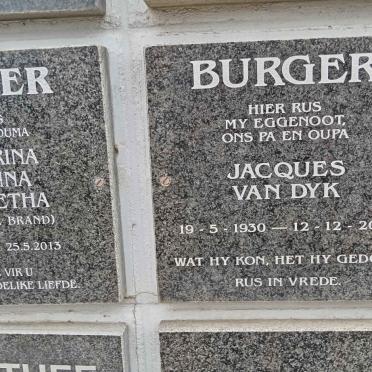 ER
OUMA
RINA
INA
ETHA
BRAND)
25.5.2013
VIR U
DELIKE LIEFDE.
BURGER
HIER RUS
MY EGGENOOT,
ONS PA EN OUPA
JACQUES
VAN DYK
19 - 5 - 1930 — 12 - 12 - 20
WAT HY KON, HET HY GEDO
RUS IN VREDE.